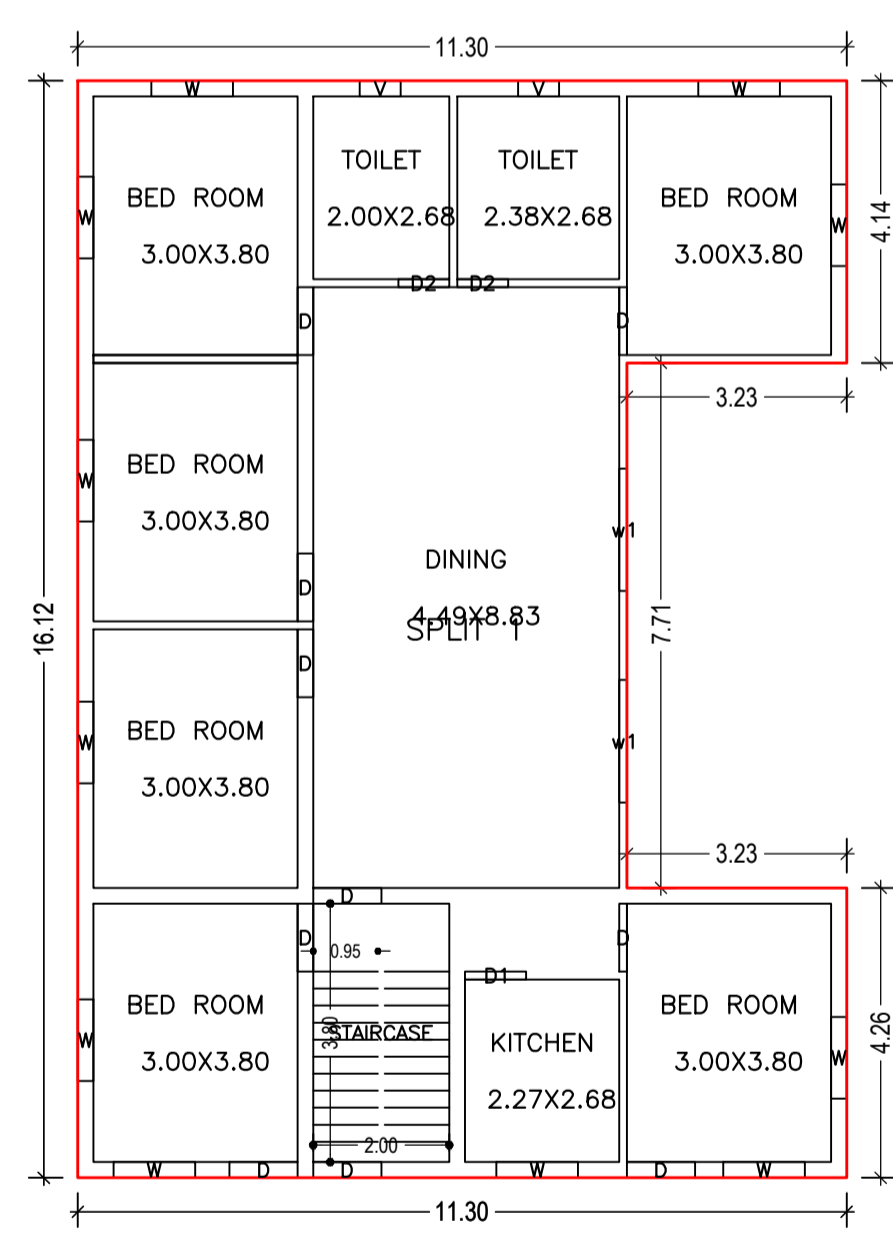 11.30
W
V
V
W
TOILET
TOILET
BED ROOM
BED ROOM
2.00X2.68
2.38X2.68
W
W
4.14
3.00X3.80
3.00X3.80
D2
D2
D
D
3.23
BED ROOM
W
3.00X3.80
w1
DINING
D
4.49X8.83
SPLIT 1
16.12
7.71
D
BED ROOM
W
w1
3.00X3.80
3.23
D
D
D
0.95
D1
BED ROOM
BED ROOM
STAIRCASE
3.80
KITCHEN
W
W
4.26
3.00X3.80
3.00X3.80
2.27X2.68
2.00
W
D
D
W
D
W
11.30